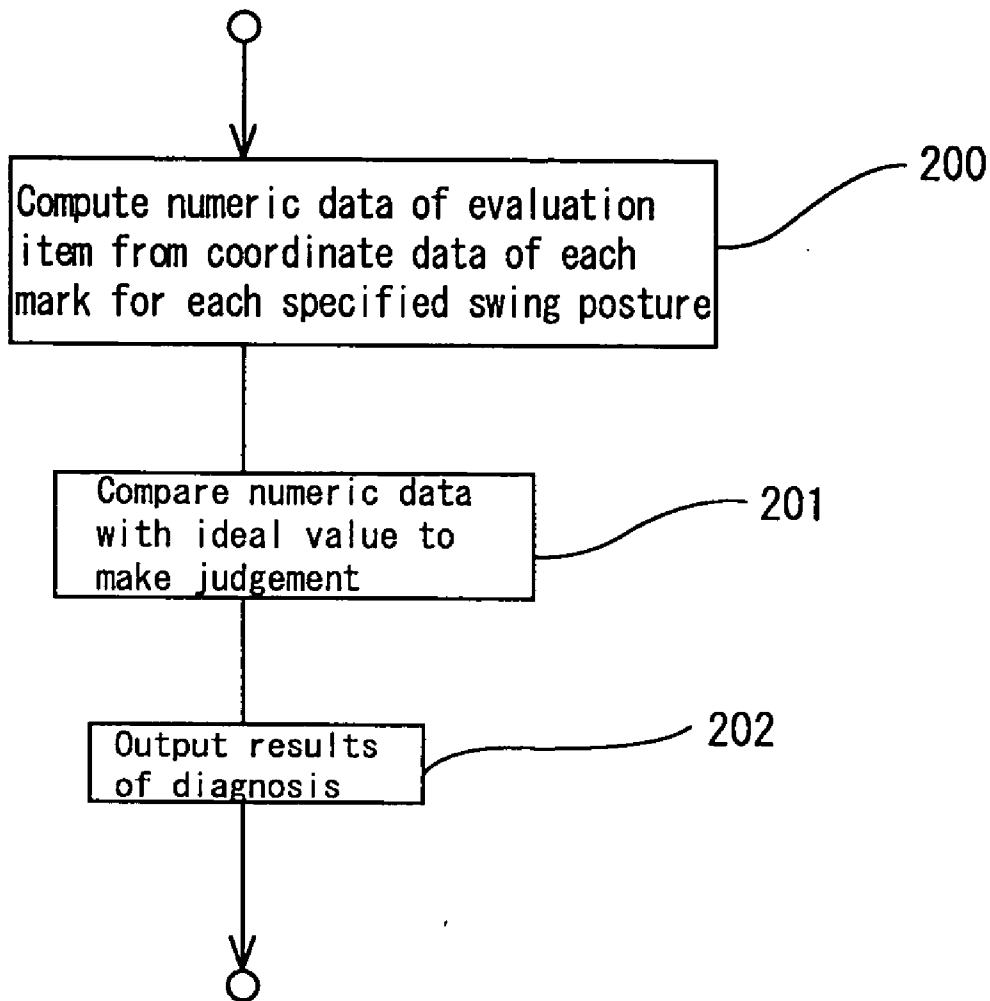 Compute numeric data of evaluation
item from coordinate data of each
mark for each specified swing posture
200
Compare numeric data
with ideal value to
make judgement
201
Output results
of diagnosis
202